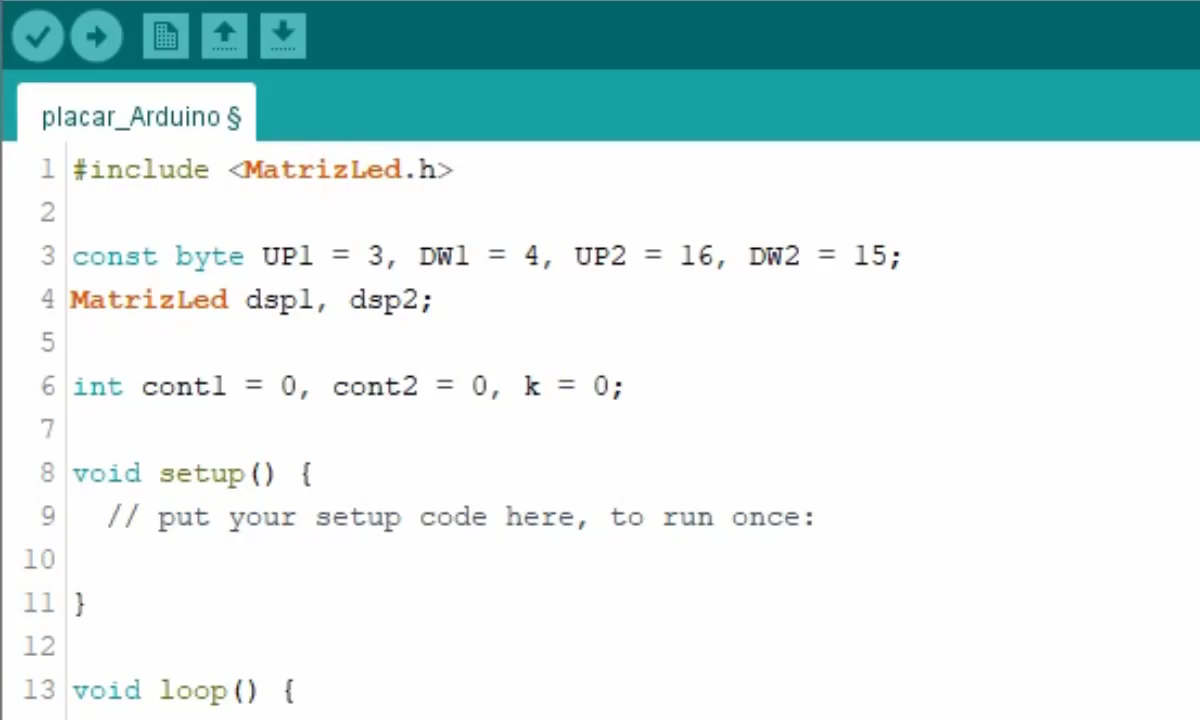 placar_Arduino §
1 #include <MatrizLed.h>
2
3 const byte UP1 = 3, DW1 = 4, UP2 = 16, DW2 = 15;
4 MatrizLed dsp1, dsp2;
5
6 int cont1 = 0, cont2 = 0, k = 0;
7
8 void setup() {
9 // put your setup code here, to run once:
10
11 }
12
13 void loop() {